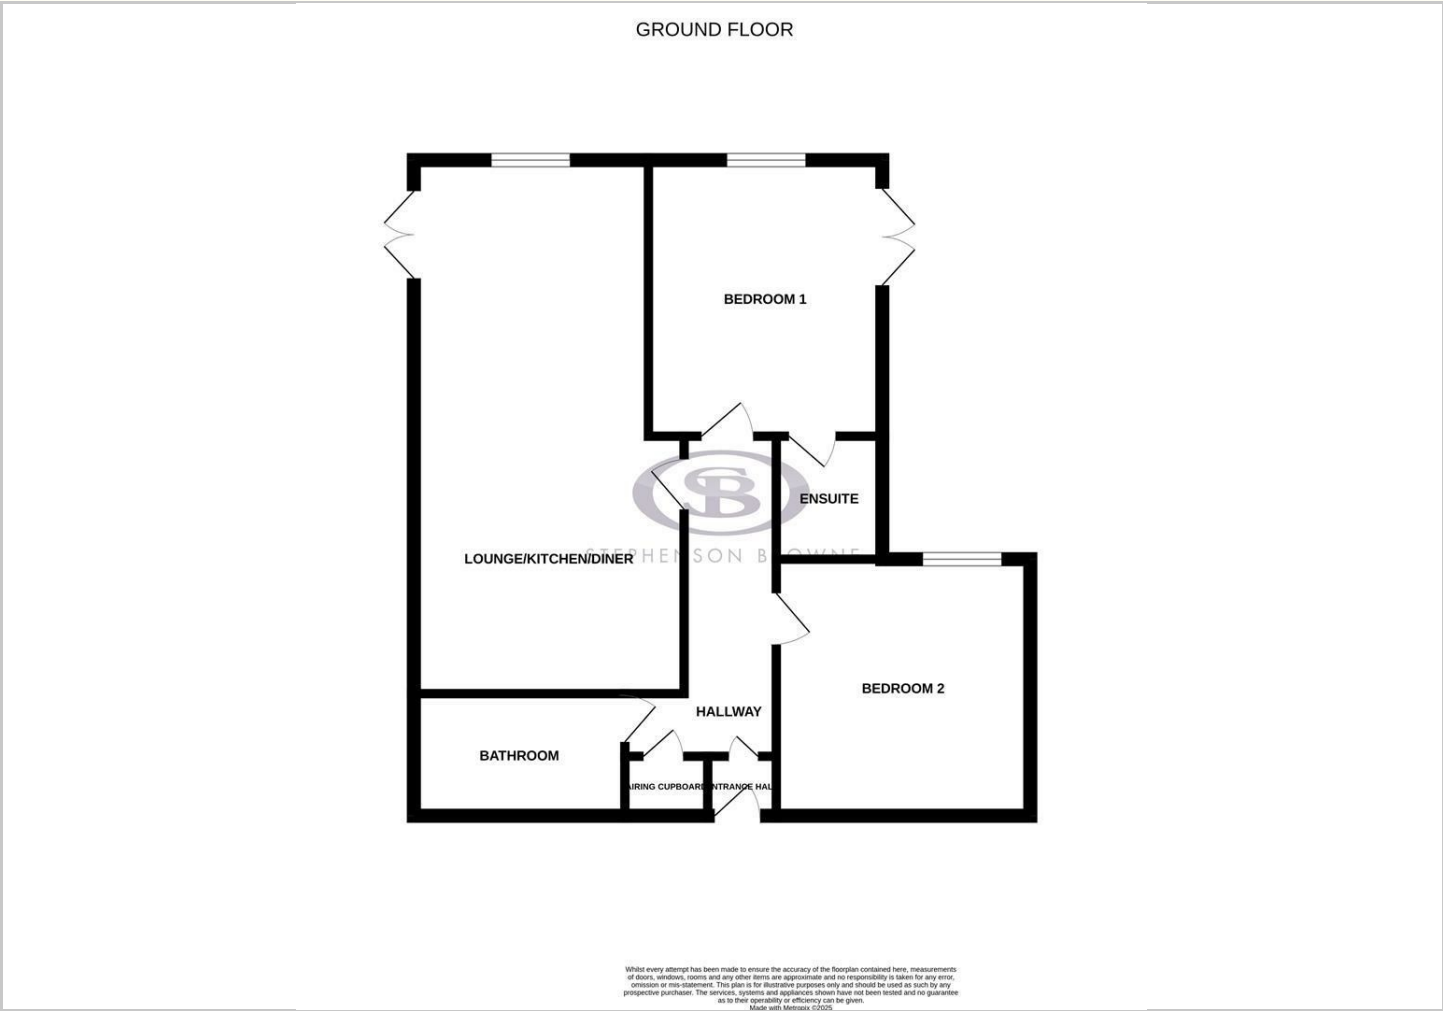 GROUND FLOOR
BEDROOM 1
SB
ENSUITE
STEPHENSON BROWNE
LOUNGE/KITCHEN/DINER
BEDROOM 2
HALLWAY
BATHROOM
AIRING CUPBOARD
ENTRANCE HALL
Whilst every attempt has been made to ensure the accuracy of the floorplan contained here, measurements
of doors, windows, rooms and any other items are approximate and no responsibility is taken for any error,
omission or mis-statement. This plan is for illustrative purposes only and should be used as such by any
prospective purchaser. The services, systems and appliances shown have not been tested and no guarantee
as to their operability or efficiency can be given.
Made with Metropix ©2025